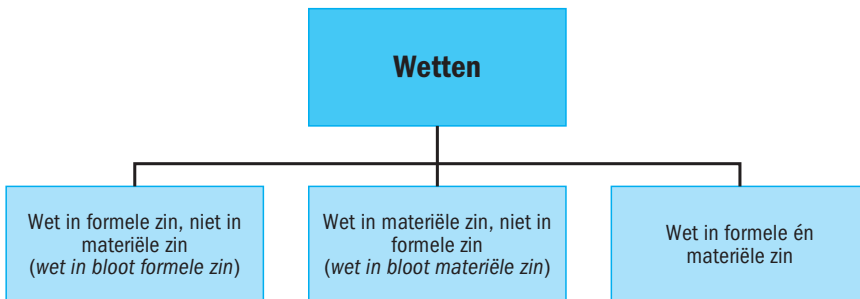 Wetten
Wet in formele zin, niet in
materiële zin
(wet in bloot formele zin)
Wet in materiële zin, niet in
formele zin
(wet in bloot materiële zin)
Wet in formele én
materiële zin